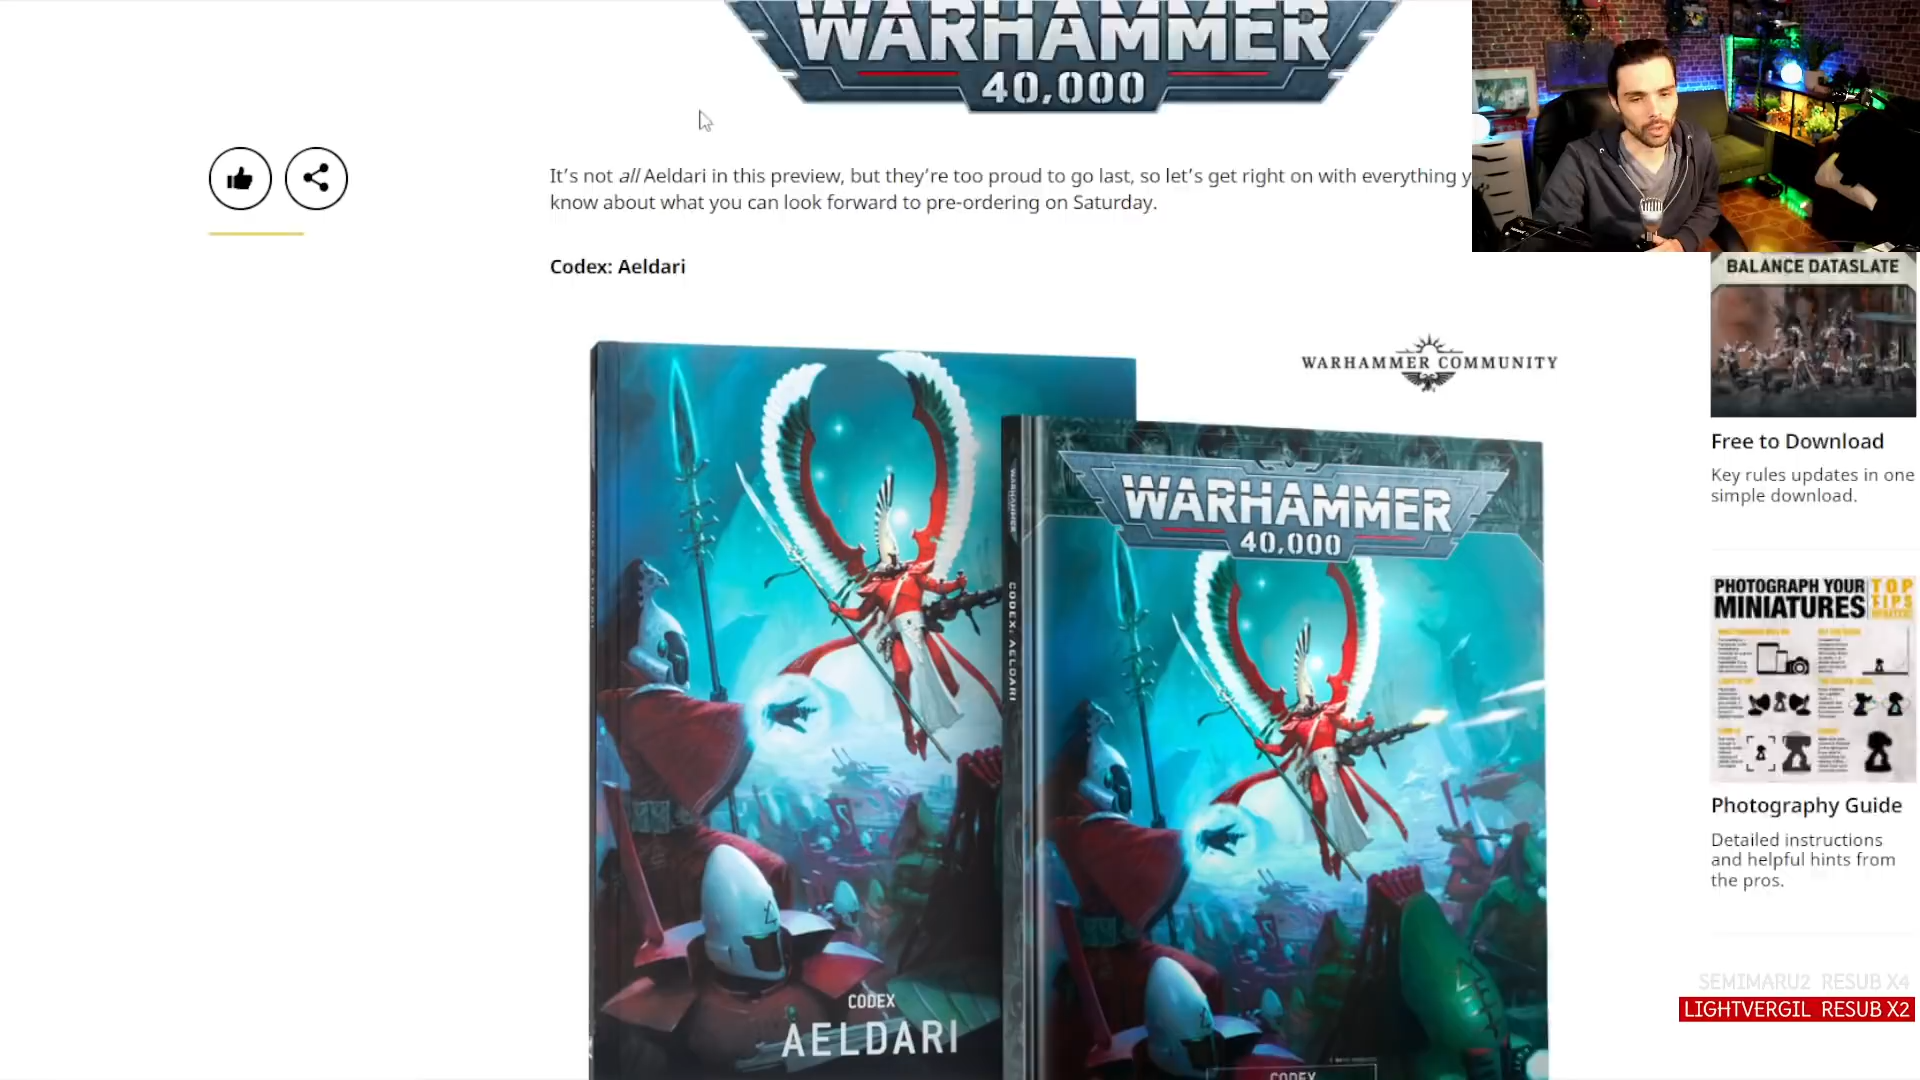 WARHAMMER
40,000
It's not all Aeldari in this preview, but they're too proud to go last, so let's get right on with everything y
know about what you can look forward to pre-ordering on Saturday.
Codex: Aeldari
WARHAMMER COMMUNITY
WARHAMMER
40,000
CODEX: AELDARI
CODEX
AELDARI
CODEX
BALANCE DATASLATE
Free to Download
Key rules updates in one
simple download.
PHOTOGRAPH YOUR
MINIATURES
TOP
TIPS
Photography Guide
Detailed instructions
and helpful hints from
the pros.
SEMIMARU2 RESUB X4
LIGHTVERGIL RESUB X2